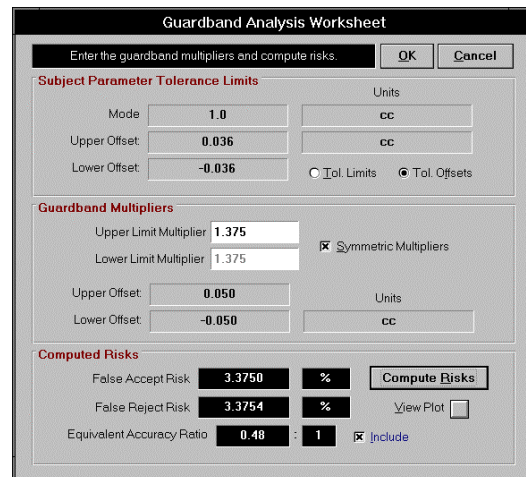 Guardband Analysis Worksheet
Enter the guardband multipliers and compute risks. OK Cancel
Subject Parameter Tolerance Limits
Units
Mode 1.0 cc
Upper Offset: 0.036 cc
Lower Offset: -0.036 Tol. Limits Tol. Offsets
Guardband Multipliers
Upper Limit Multiplier 1.375
Symmetric Multipliers
Lower Limit Multiplier 1.375
Upper Offset: 0.050 Units
Lower Offset: -0.050 cc
Computed Risks
False Accept Risk 3.3750 % Compute Risks
False Reject Risk 3.3754 % View Plot
Equivalent Accuracy Ratio 0.48 : 1 Include